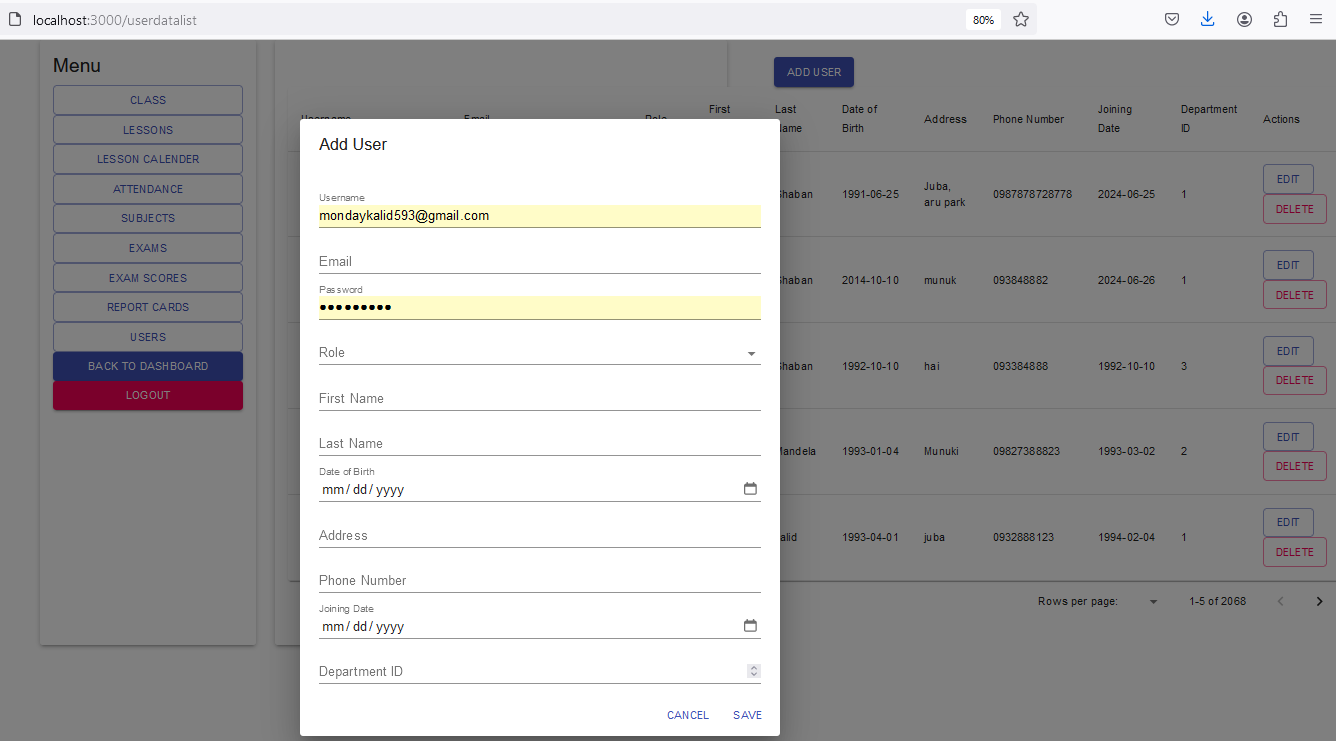 localhost:3000/userdatalist
80%
Menu
CLASS
LESSONS
LESSON CALENDER
ATTENDANCE
SUBJECTS
EXAMS
EXAM SCORES
REPORT CARDS
USERS
BACK TO DASHBOARD
LOGOUT
ADD USER
First
Last Name
Date of Birth
Address
Phone Number
Joining Date
Department ID
Actions
Shaban 1991-06-25 Juba, aru park 0987878728778 2024-06-25 1 EDIT DELETE
Shaban 2014-10-10 munuk 093848882 2024-06-26 1 EDIT DELETE
Shaban 1992-10-10 hai 093384888 1992-10-10 3 EDIT DELETE
Mandela 1993-01-04 Munuki 09827388823 1993-03-02 2 EDIT DELETE
1993-04-01 juba 0932888123 1994-02-04 1 EDIT DELETE
Rows per page: 1-5 of 2068
Add User
Username
mondaykalid593@gmail.com
Email
Password
•••••••••
Role
First Name
Last Name
Date of Birth
mm/dd/yyyy
Address
Phone Number
Joining Date
mm/dd/yyyy
Department ID
CANCEL SAVE